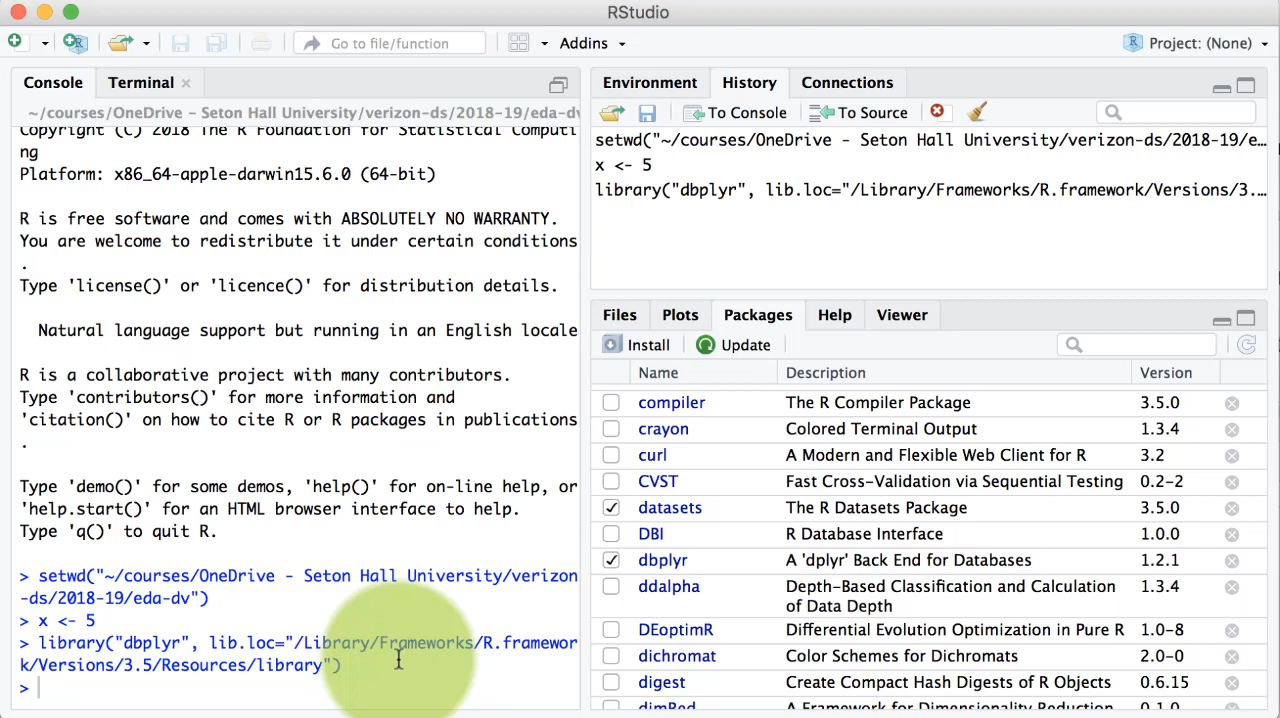 RStudio
Go to file/function
Addins
Project: (None)
Console
Terminal
~/courses/OneDrive - Seton Hall University/verizon-ds/2018-19/eda-dv
Copyright (C) 2018 The R Foundation for Statistical Computi
ng
Platform: x86_64-apple-darwin15.6.0 (64-bit)
R is free software and comes with ABSOLUTELY NO WARRANTY.
You are welcome to redistribute it under certain conditions
.
Type 'license()' or 'licence()' for distribution details.
Natural language support but running in an English locale
R is a collaborative project with many contributors.
Type 'contributors()' for more information and
'citation()' on how to cite R or R packages in publications
.
Type 'demo()' for some demos, 'help()' for on-line help, or
'help.start()' for an HTML browser interface to help.
Type 'q()' to quit R.
> setwd("~/courses/OneDrive - Seton Hall University/verizon
-ds/2018-19/eda-dv")
> x <- 5
> library("dbplyr", lib.loc="/Library/Frameworks/R.framewor
k/Versions/3.5/Resources/library")
>
Environment
History
Connections
To Console
To Source
setwd("~/courses/OneDrive - Seton Hall University/verizon-ds/2018-19/e…
x <- 5
library("dbplyr", lib.loc="/Library/Frameworks/R.framework/Versions/3.…
Files
Plots
Packages
Help
Viewer
Install
Update
Name Description Version
compiler The R Compiler Package 3.5.0
crayon Colored Terminal Output 1.3.4
curl A Modern and Flexible Web Client for R 3.2
CVST Fast Cross-Validation via Sequential Testing 0.2-2
datasets The R Datasets Package 3.5.0
DBI R Database Interface 1.0.0
dbplyr A 'dplyr' Back End for Databases 1.2.1
ddalpha Depth-Based Classification and Calculation 1.3.4
of Data Depth
DEoptimR Differential Evolution Optimization in Pure R 1.0-8
dichromat Color Schemes for Dichromats 2.0-0
digest Create Compact Hash Digests of R Objects 0.6.15
dimRed A Framework for Dimensionality Reduction 0.1.0